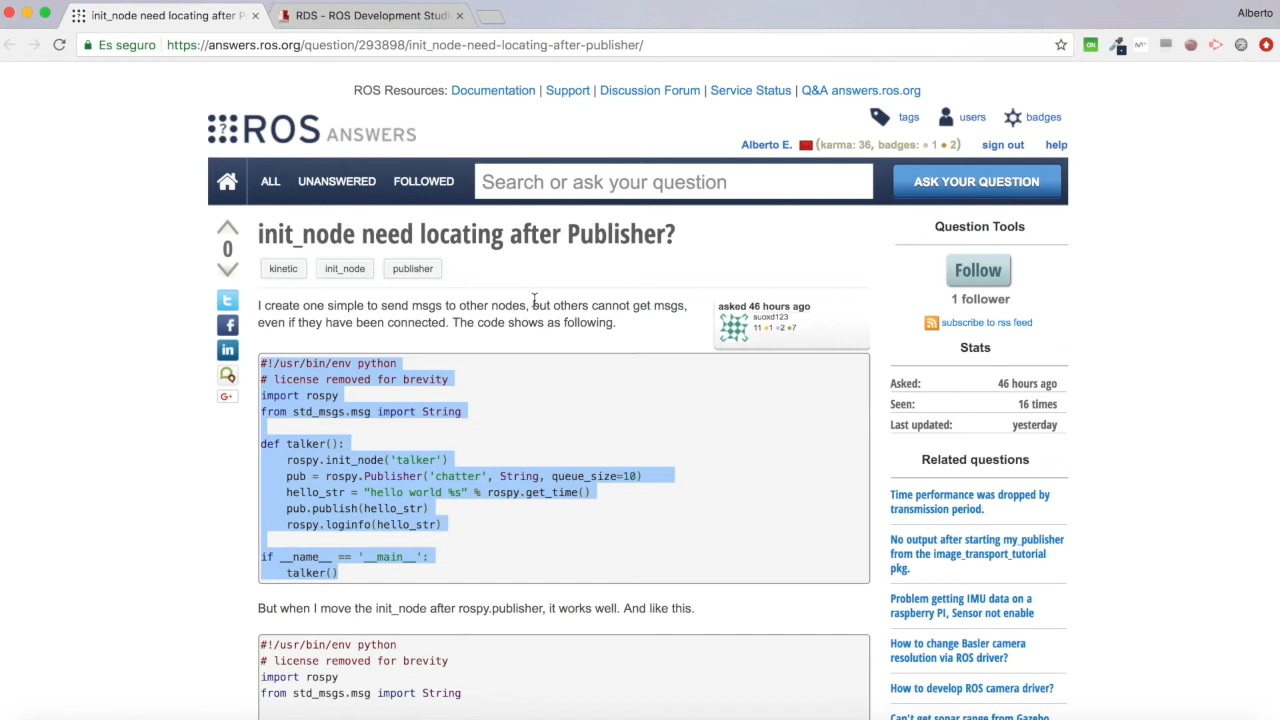 init_node need locating after P
RDS - ROS Development Studi
Alberto
Es seguro
https://answers.ros.org/question/293898/init_node-need-locating-after-publisher/
ON
ROS Resources: Documentation | Support | Discussion Forum | Service Status | Q&A answers.ros.org
ROS ANSWERS
tags
users
badges
Alberto E. (karma: 36, badges: ● 1 ● 2) sign out help
ALL
UNANSWERED
FOLLOWED
Search or ask your question
ASK YOUR QUESTION
0
init_node need locating after Publisher?
kinetic
init_node
publisher
I create one simple to send msgs to other nodes, but others cannot get msgs,
even if they have been connected. The code shows as following.
asked 46 hours ago
suoxd123
11 ●1 ●2 ●7
#!/usr/bin/env python
# license removed for brevity
import rospy
from std_msgs.msg import String
def talker():
rospy.init_node('talker')
pub = rospy.Publisher('chatter', String, queue_size=10)
hello_str = "hello world %s" % rospy.get_time()
pub.publish(hello_str)
rospy.loginfo(hello_str)
if __name__ == '__main__':
talker()
But when I move the init_node after rospy.publisher, it works well. And like this.
#!/usr/bin/env python
# license removed for brevity
import rospy
from std_msgs.msg import String
Question Tools
Follow
1 follower
subscribe to rss feed
Stats
Asked: 46 hours ago
Seen: 16 times
Last updated: yesterday
Related questions
Time performance was dropped by
transmission period.
No output after starting my_publisher
from the image_transport_tutorial
pkg.
Problem getting IMU data on a
raspberry PI, Sensor not enable
How to change Basler camera
resolution via ROS driver?
How to develop ROS camera driver?
Can't get sonar range from Gazebo